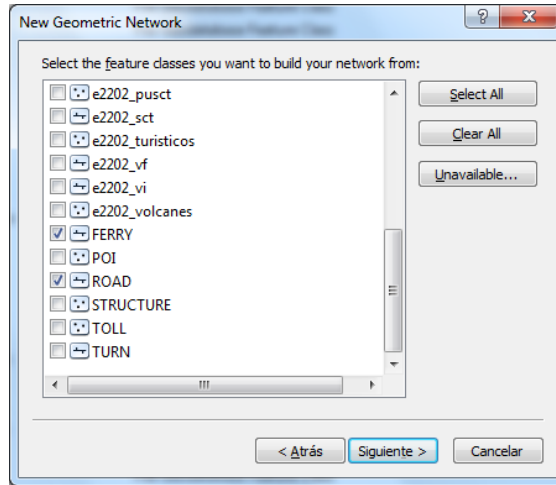 New Geometric Network
Select the feature classes you want to build your network from:
e2202_pusct
e2202_sct
e2202_turisticos
e2202_vf
e2202_vi
e2202_volcanes
FERRY
POI
ROAD
STRUCTURE
TOLL
TURN
Select All
Clear All
Unavailable...
< Atrás
Siguiente >
Cancelar